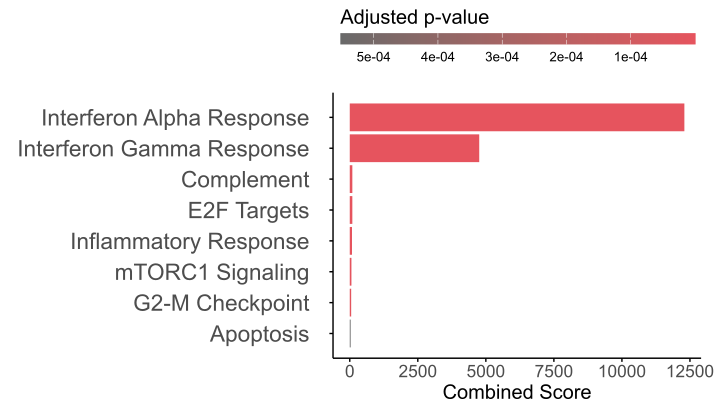 Adjusted p-value
5e-04 4e-04 3e-04 2e-04 1e-04
Interferon Alpha Response
Interferon Gamma Response
Complement
E2F Targets
Inflammatory Response
mTORC1 Signaling
G2-M Checkpoint
Apoptosis
0 2500 5000 7500 10000 12500
Combined Score